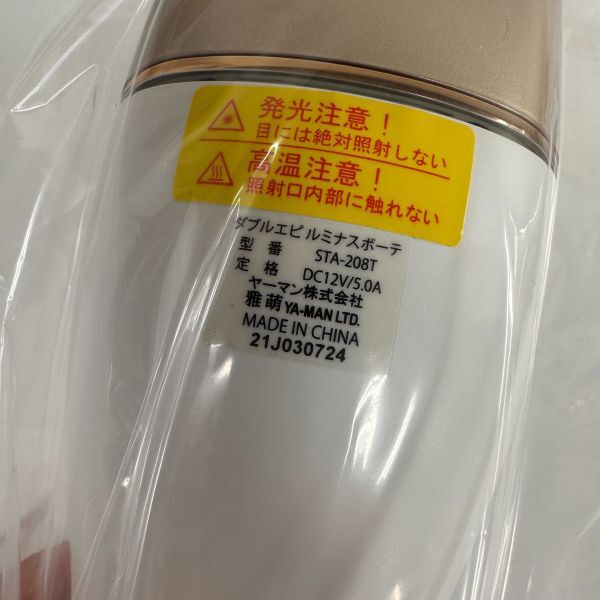 発光注意！
目には絶対照射しない
高温注意！
照射口内部に触れない
ダブルエピ ルミナスボーテ
型番 STA-208T
定格 DC12V/5.0A
ヤーマン株式会社
雅萌 YA-MAN LTD.
MADE IN CHINA
21J030724